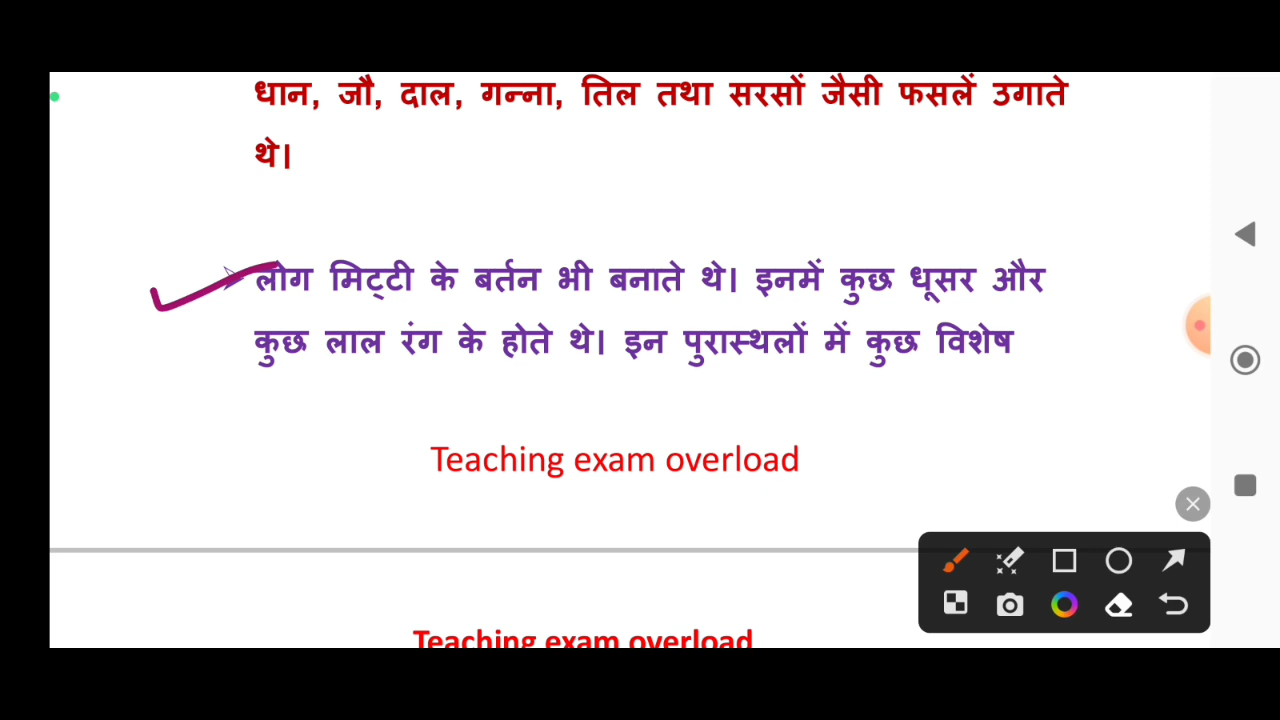 धान, जौ, दाल, गन्ना, तिल तथा सरसों जैसी फसलें उगाते
थे।
लोग मिट्टी के बर्तन भी बनाते थे। इनमें कुछ धूसर और
कुछ लाल रंग के होते थे। इन पुरास्थलों में कुछ विशेष
Teaching exam overload
Teaching exam overload